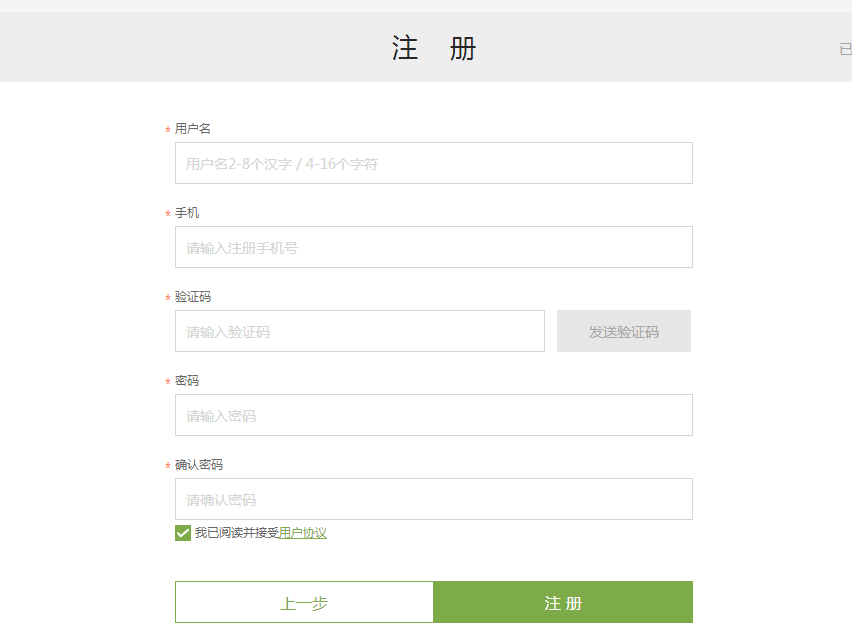 注 册
已
* 用户名
用户名2-8个汉字 / 4-16个字符
* 手机
请输入注册手机号
* 验证码
请输入验证码 发送验证码
* 密码
请输入密码
* 确认密码
请确认密码
我已阅读并接受用户协议
上一步 注 册